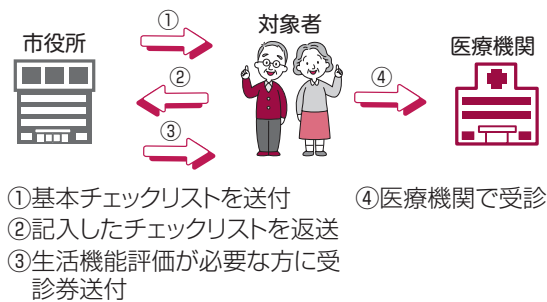 ①
対象者
市役所
医療機関
②
④
③
①基本チェックリストを送付
④医療機関で受診
②記入したチェックリストを返送
③生活機能評価が必要な方に受
診券送付